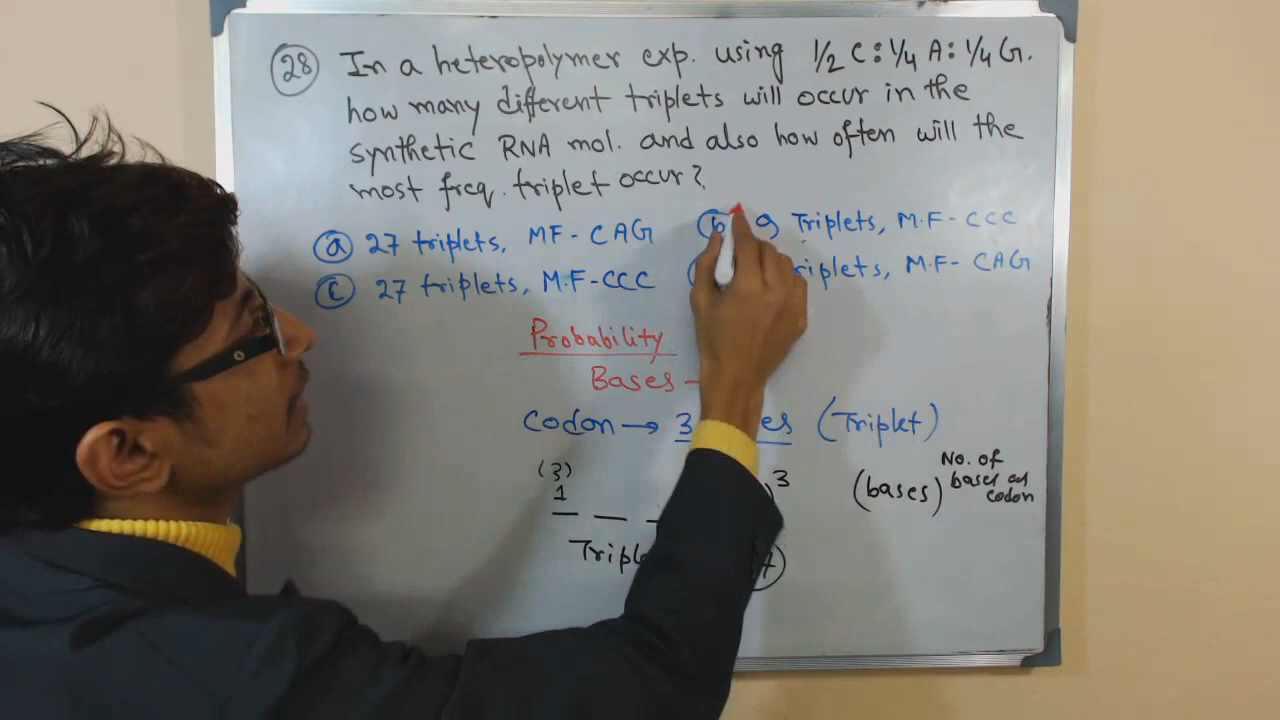 28 In a heteropolymer exp. using 1/2 C : 1/4 A : 1/4 G.
how many different triplets will occur in the
synthetic RNA mol. and also how often will the
most freq. triplet occur?
a 27 triplets, MF - CAG b 9 Triplets, M.F - CCC
c 27 triplets, M.F - CCC riplets, M.F - CAG
Probability
Bases -
Codon → 3 es (Triplet)
(3)
1 3 (bases) No. of bases as codon
Tripl